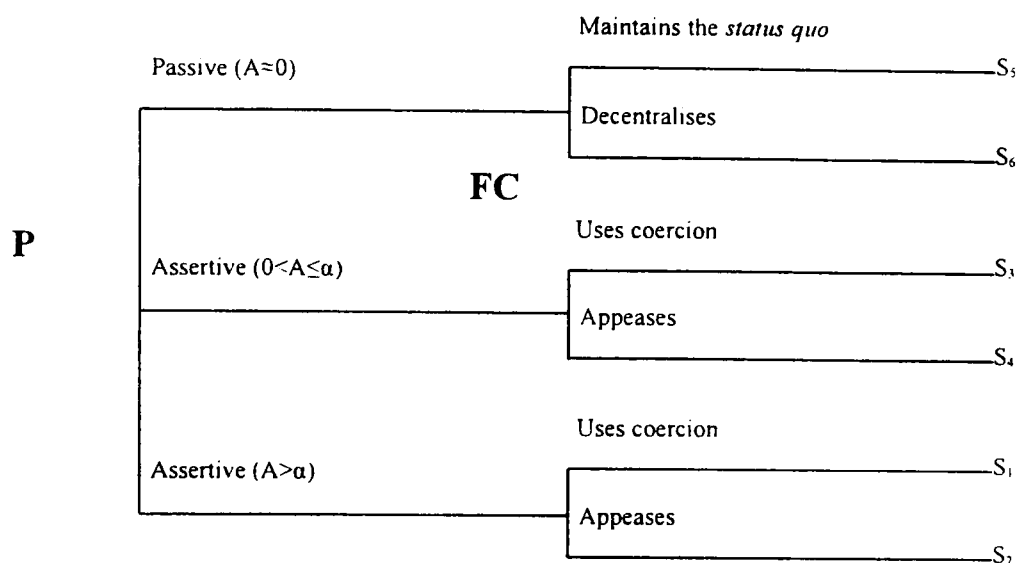 Maintains the status quo
Passive (A=0)
S₅
Decentralises
S₆
FC
P
Uses coercion
Assertive (0<A≤α)
S₃
Appeases
S₄
Uses coercion
Assertive (A>α)
S₁
Appeases
S₂